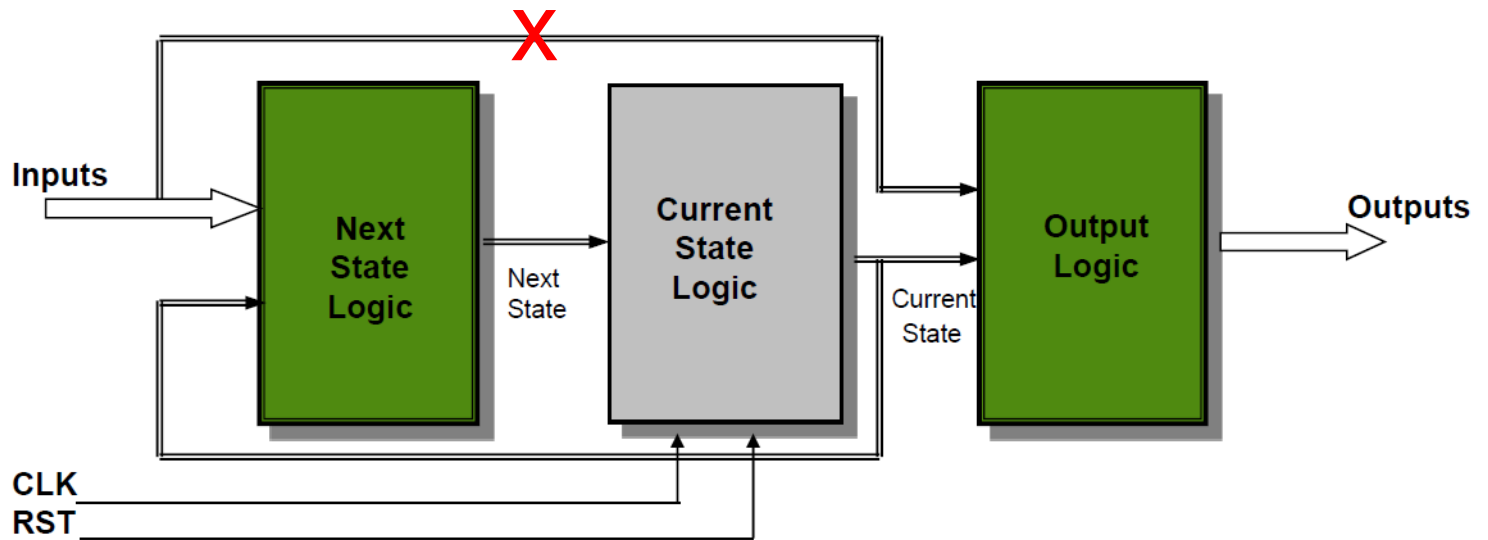 X
Inputs
Next
State
Logic
Next
State
Current
State
Logic
Current
State
Output
Logic
Outputs
CLK
RST